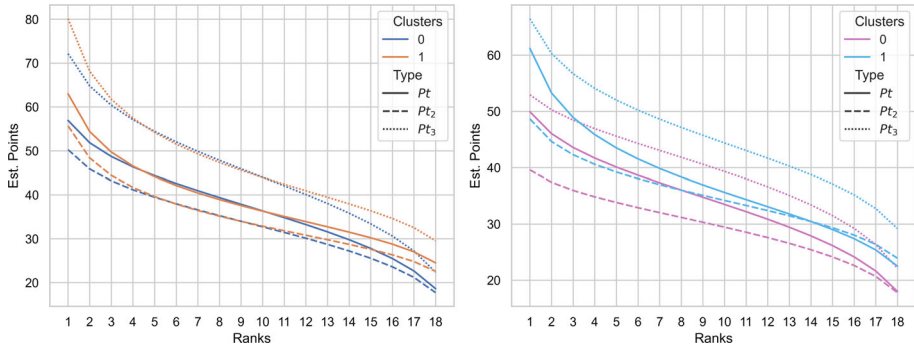 Est. Points
80
70
60
50
40
30
20
1 2 3 4 5 6 7 8 9 10 11 12 13 14 15 16 17 18
Ranks
Clusters
0
1
Type
Pt
Pt₂
Pt₃
Est. Points
60
50
40
30
20
1 2 3 4 5 6 7 8 9 10 11 12 13 14 15 16 17 18
Ranks
Clusters
0
1
Type
Pt
Pt₂
Pt₃